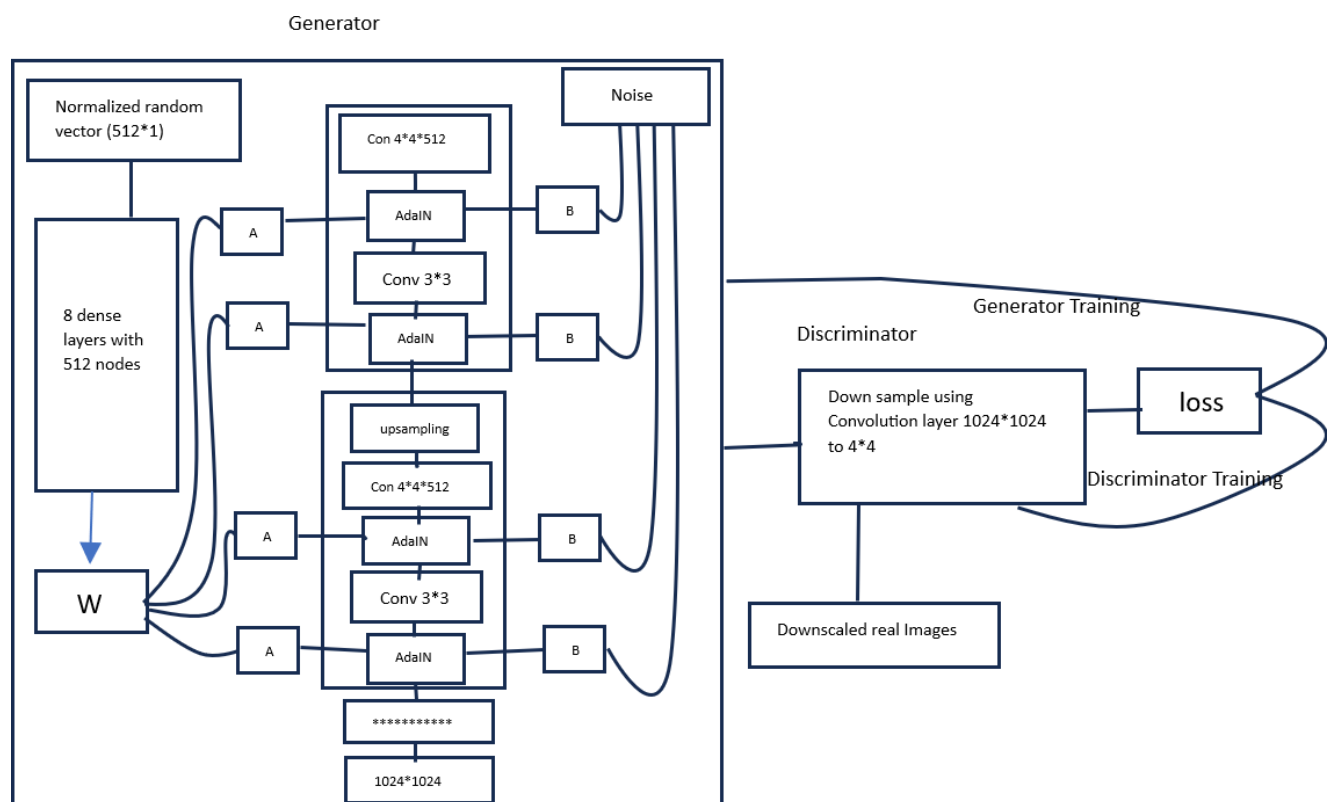 Generator
Normalized random
vector (512*1)
8 dense
layers with
512 nodes
W
A
A
A
A
Con 4*4*512
AdaIN
Conv 3*3
AdaIN
upsampling
Con 4*4*512
AdaIN
Conv 3*3
AdaIN
***********
1024*1024
Noise
B
B
B
B
Discriminator
Down sample using
Convolution layer 1024*1024
to 4*4
Downscaled real Images
Generator Training
loss
Discriminator Training